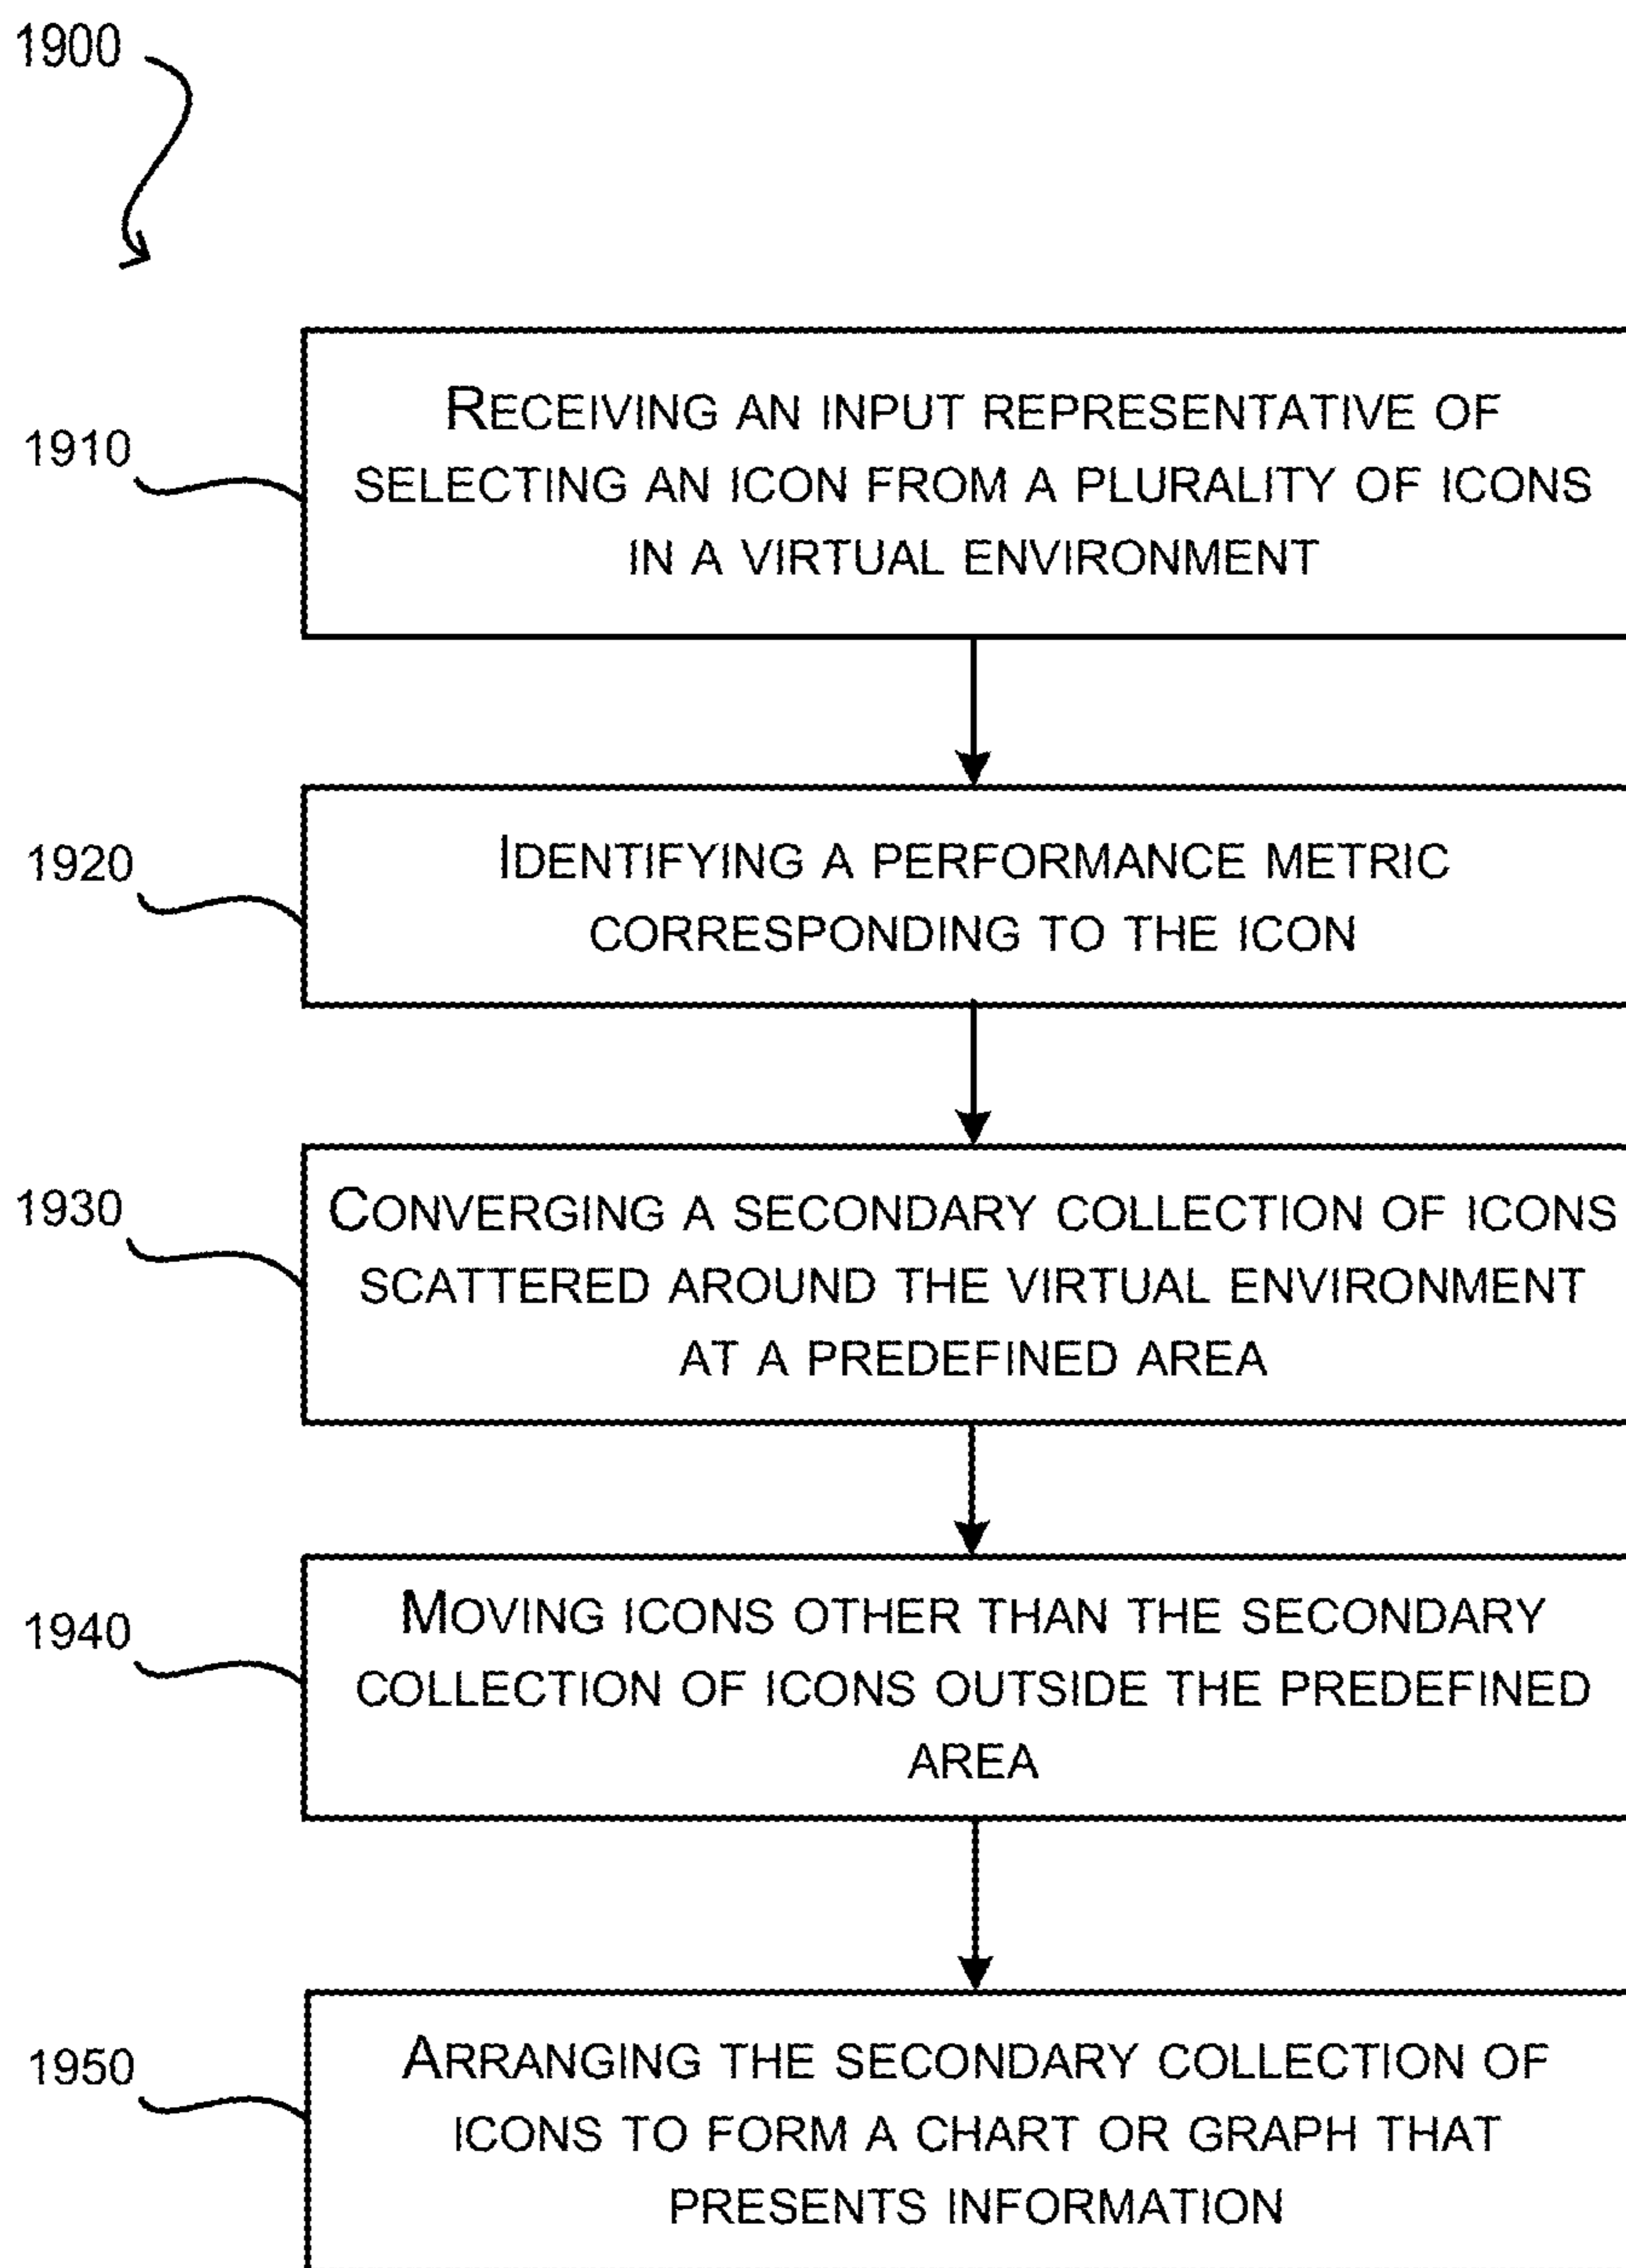 1900
1910
RECEIVING AN INPUT REPRESENTATIVE OF
SELECTING AN ICON FROM A PLURALITY OF ICONS
IN A VIRTUAL ENVIRONMENT
1920
IDENTIFYING A PERFORMANCE METRIC
CORRESPONDING TO THE ICON
1930
CONVERGING A SECONDARY COLLECTION OF ICONS
SCATTERED AROUND THE VIRTUAL ENVIRONMENT
AT A PREDEFINED AREA
1940
MOVING ICONS OTHER THAN THE SECONDARY
COLLECTION OF ICONS OUTSIDE THE PREDEFINED
AREA
1950
ARRANGING THE SECONDARY COLLECTION OF
ICONS TO FORM A CHART OR GRAPH THAT
PRESENTS INFORMATION